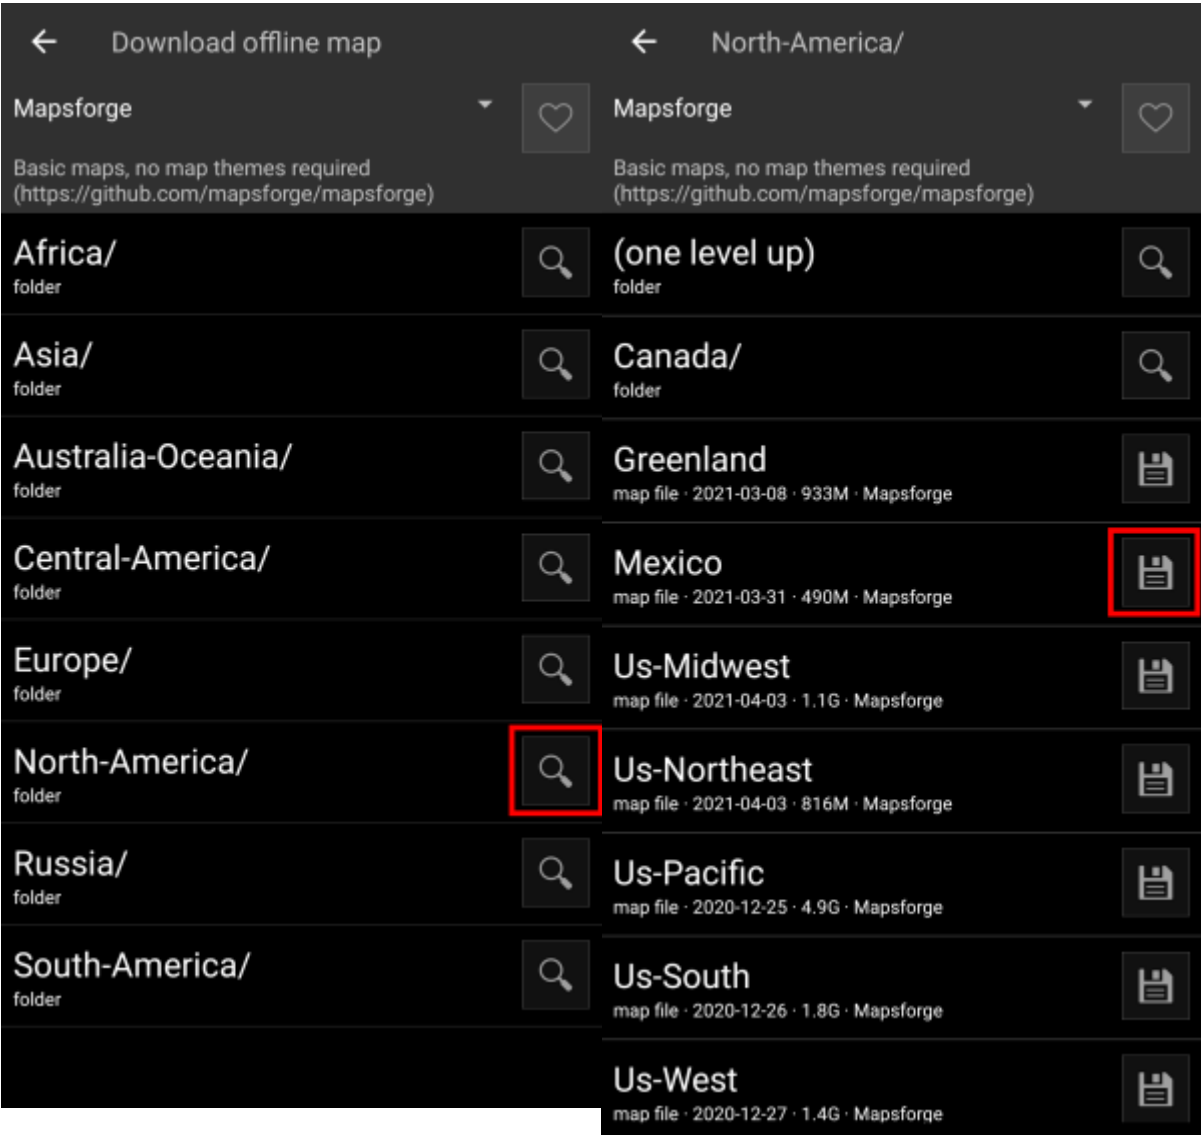 Download offline map
Mapsforge
Basic maps, no map themes required
(https://github.com/mapsforge/mapsforge)
Africa/
folder
Asia/
folder
Australia-Oceania/
folder
Central-America/
folder
Europe/
folder
North-America/
folder
Russia/
folder
South-America/
folder
North-America/
Mapsforge
Basic maps, no map themes required
(https://github.com/mapsforge/mapsforge)
(one level up)
folder
Canada/
folder
Greenland
map file · 2021-03-08 · 933M · Mapsforge
Mexico
map file · 2021-03-31 · 490M · Mapsforge
Us-Midwest
map file · 2021-04-03 · 1.1G · Mapsforge
Us-Northeast
map file · 2021-04-03 · 816M · Mapsforge
Us-Pacific
map file · 2020-12-25 · 4.9G · Mapsforge
Us-South
map file · 2020-12-26 · 1.8G · Mapsforge
Us-West
map file · 2020-12-27 · 1.4G · Mapsforge